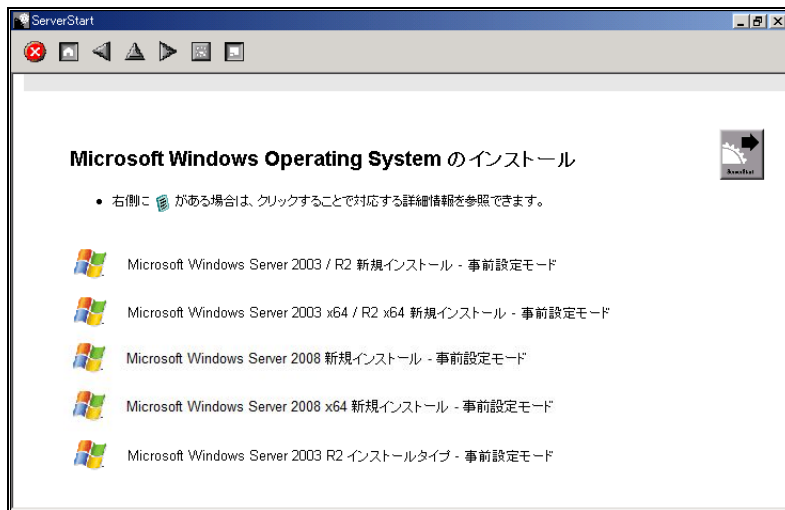 ServerStart
Microsoft Windows Operating System のインストール
• 右側に がある場合は、クリックすることで対応する詳細情報を参照できます。
Microsoft Windows Server 2003 / R2 新規インストール - 事前設定モード
Microsoft Windows Server 2003 x64 / R2 x64 新規インストール - 事前設定モード
Microsoft Windows Server 2008 新規インストール - 事前設定モード
Microsoft Windows Server 2008 x64 新規インストール - 事前設定モード
Microsoft Windows Server 2003 R2 インストールタイプ - 事前設定モード